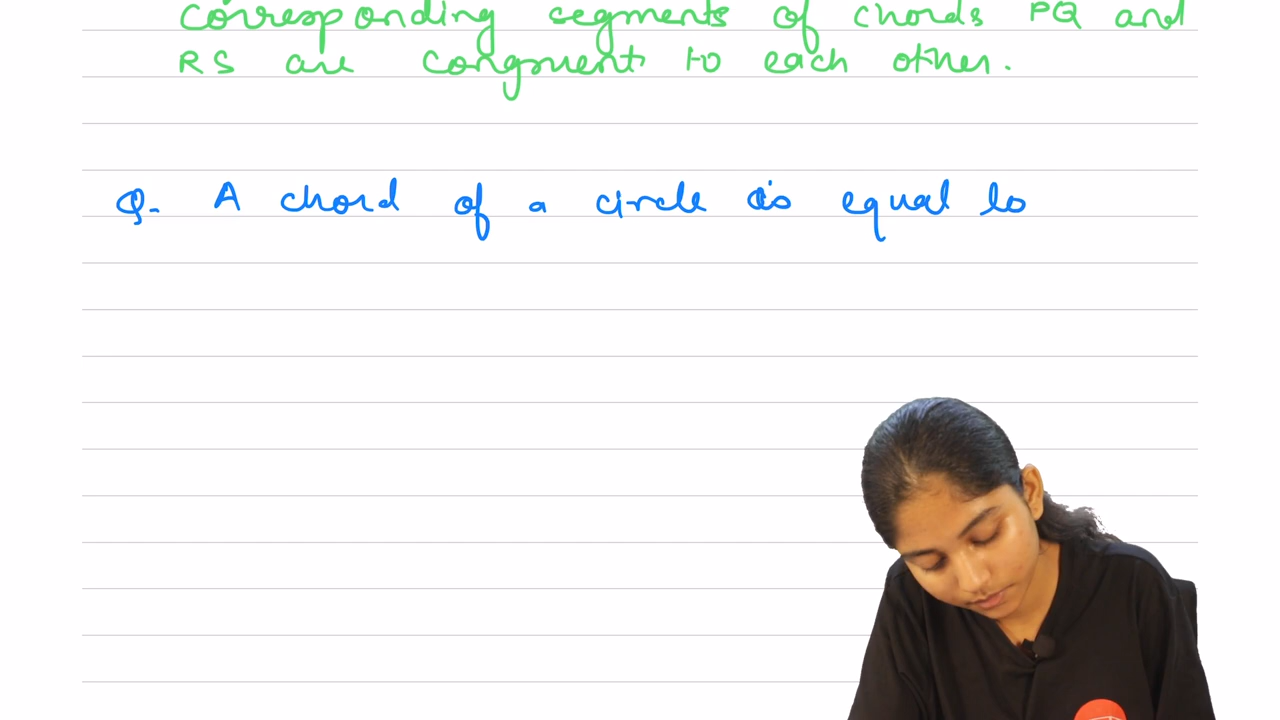 corresponding segments of chords PQ and
RS are congruent to each other.
Q. A chord of a circle is equal to